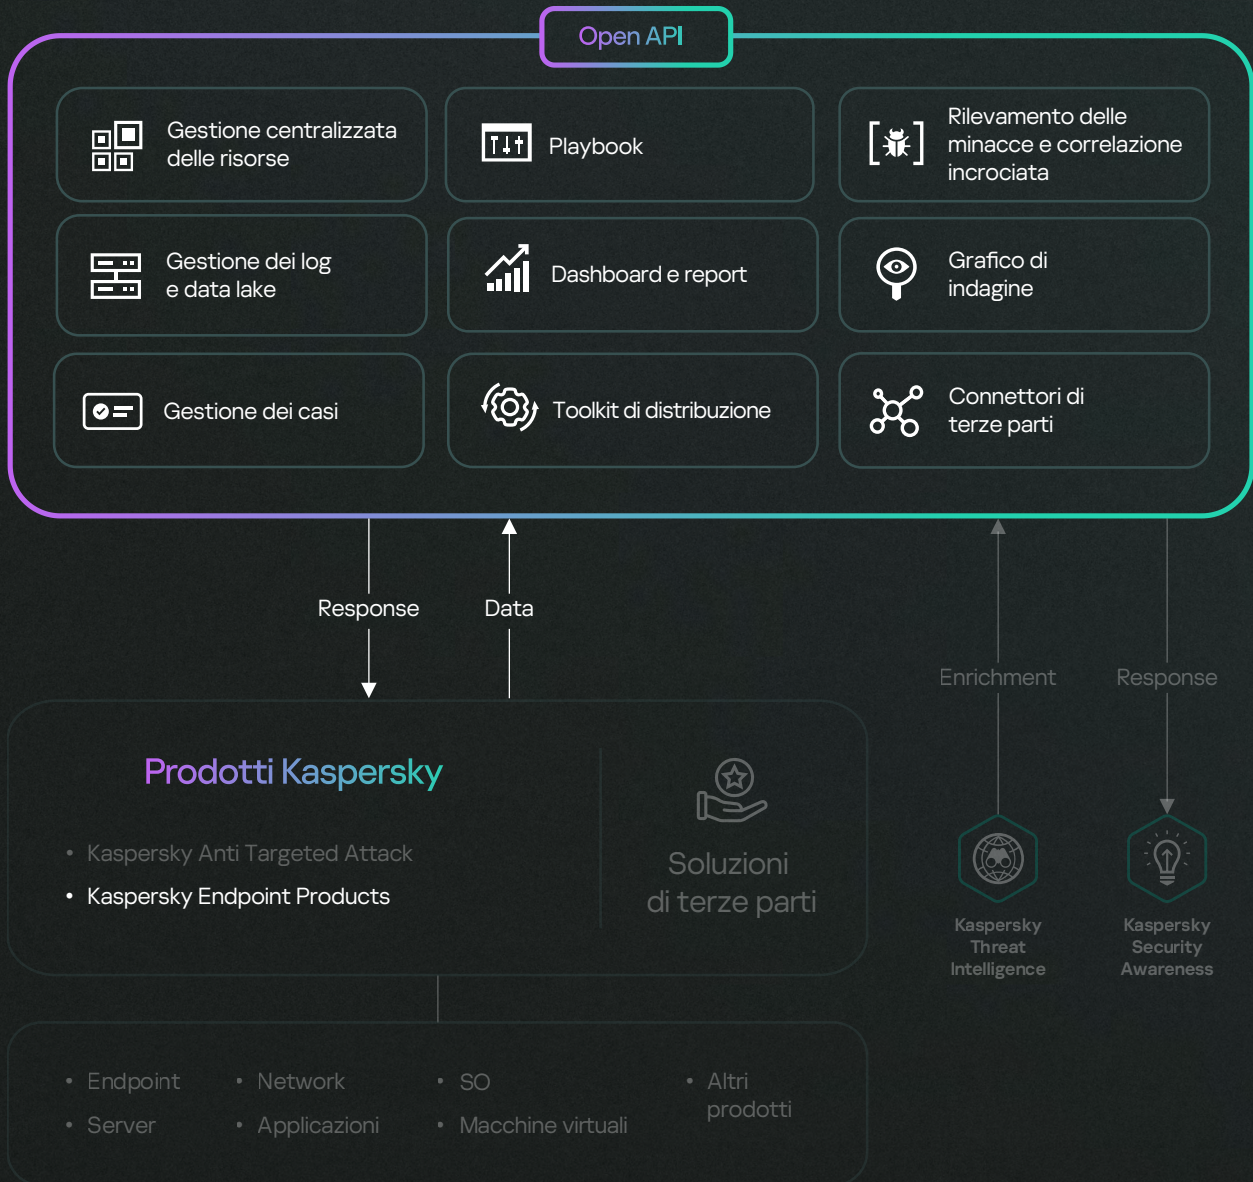 Open API
Gestione centralizzata
delle risorse
Playbook
Rilevamento delle
minacce e correlazione
incrociata
Gestione dei log
e data lake
Dashboard e report
Grafico di
indagine
Gestione dei casi
Toolkit di distribuzione
Connettori di
terze parti
Response
Data
Enrichment
Response
Prodotti Kaspersky
• Kaspersky Anti Targeted Attack
• Kaspersky Endpoint Products
Soluzioni
di terze parti
Kaspersky
Threat
Intelligence
Kaspersky
Security
Awareness
• Endpoint
• Server
• Network
• Applicazioni
• SO
• Macchine virtuali
• Altri
prodotti